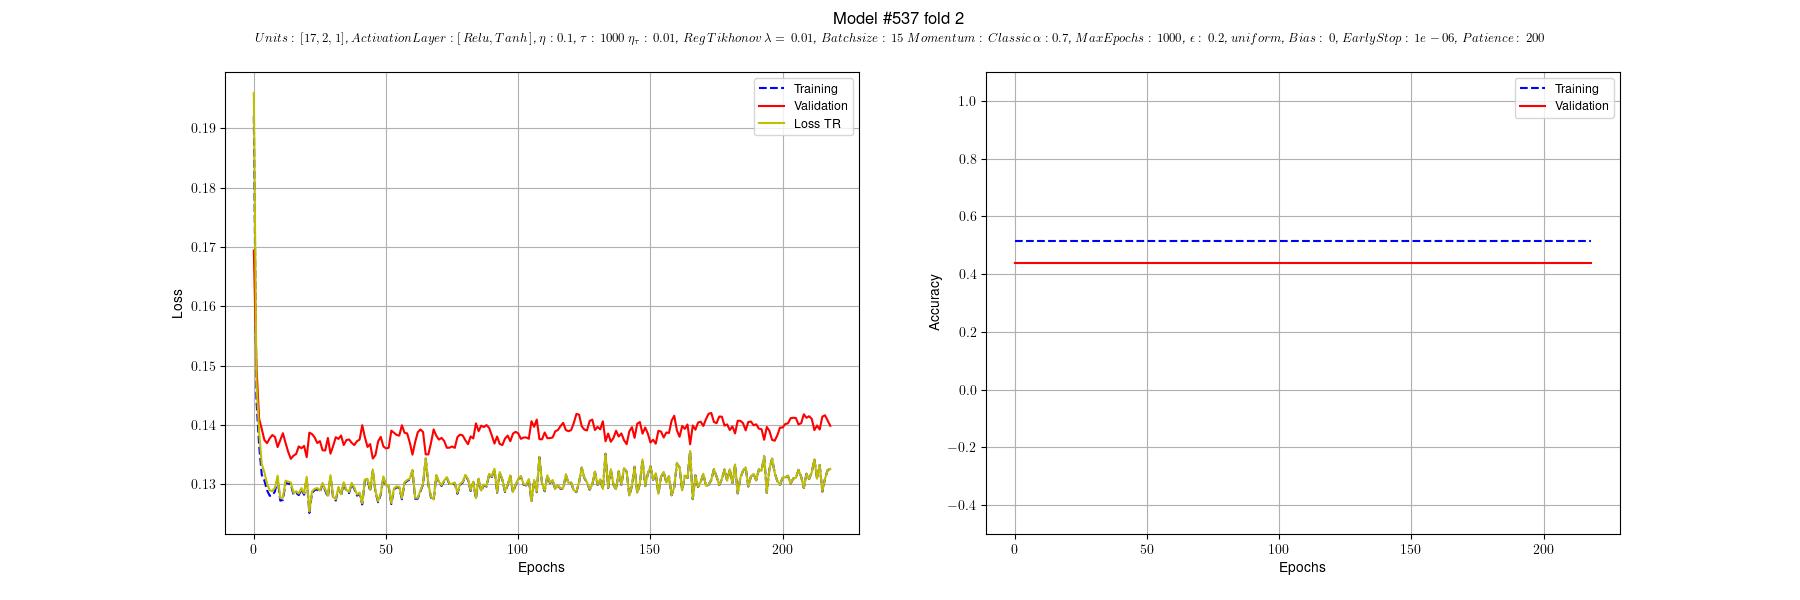 Model #537 fold 2
Units : [17, 2, 1], ActivationLayer : [Relu, Tanh], η : 0.1, τ : 1000 ητ : 0.01, RegTikhonov λ = 0.01, Batchsize : 15 Momentum : Classic α : 0.7, MaxEpochs : 1000, ϵ : 0.2, uniform, Bias : 0, EarlyStop : 1e − 06, Patience : 200
Training
Validation
Loss TR
0.19
0.18
0.17
0.16
0.15
0.14
0.13
Loss
0 50 100 150 200
Epochs
Training
Validation
1.0
0.8
0.6
0.4
0.2
0.0
−0.2
−0.4
Accuracy
0 50 100 150 200
Epochs